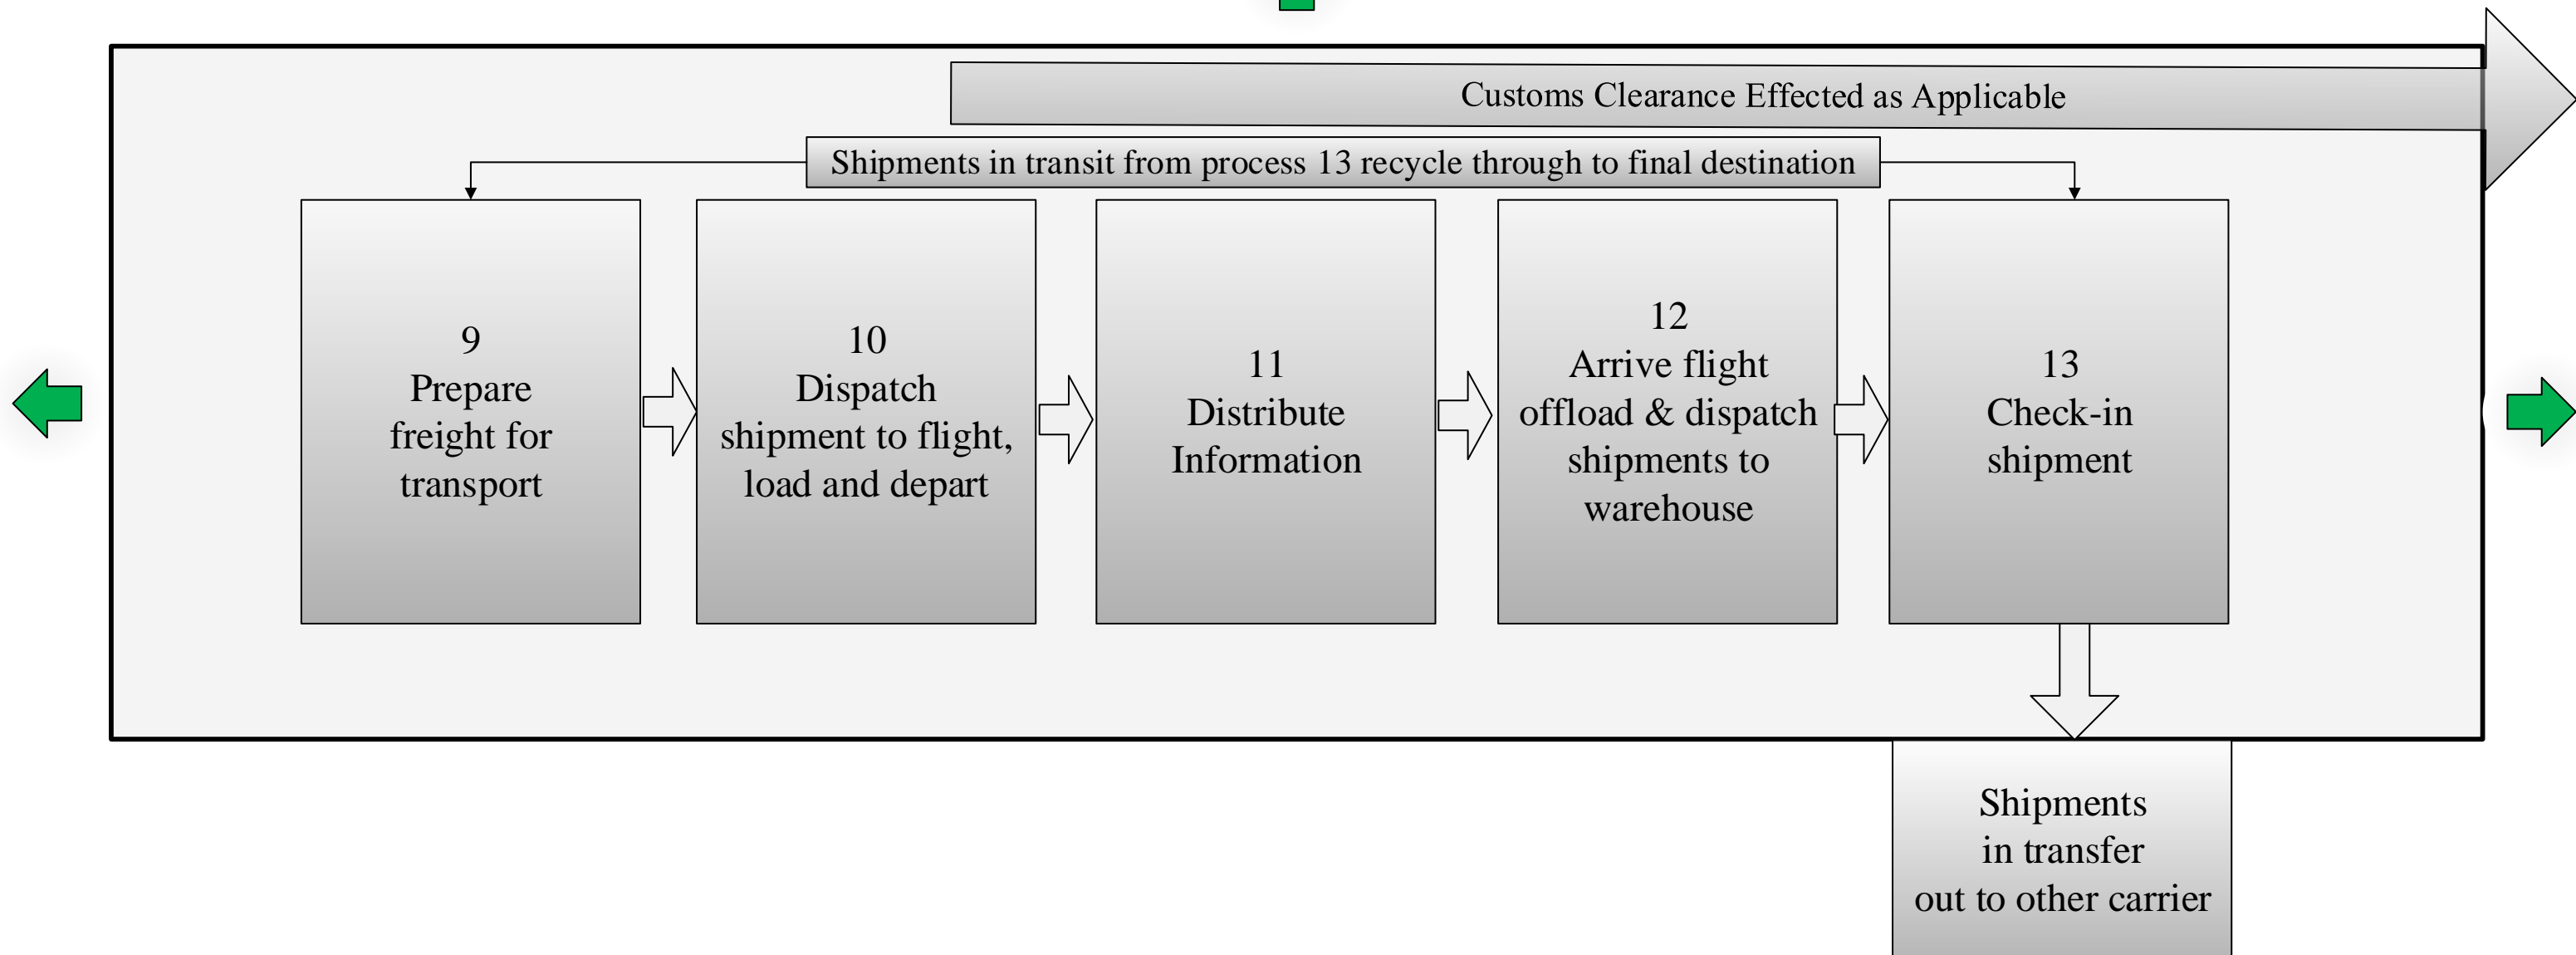 Customs Clearance Effected as Applicable
Shipments in transit from process 13 recycle through to final destination
9
Prepare
freight for
transport
10
Dispatch
shipment to flight,
load and depart
11
Distribute
Information
12
Arrive flight
offload & dispatch
shipments to
warehouse
13
Check-in
shipment
Shipments
in transfer
out to other carrier